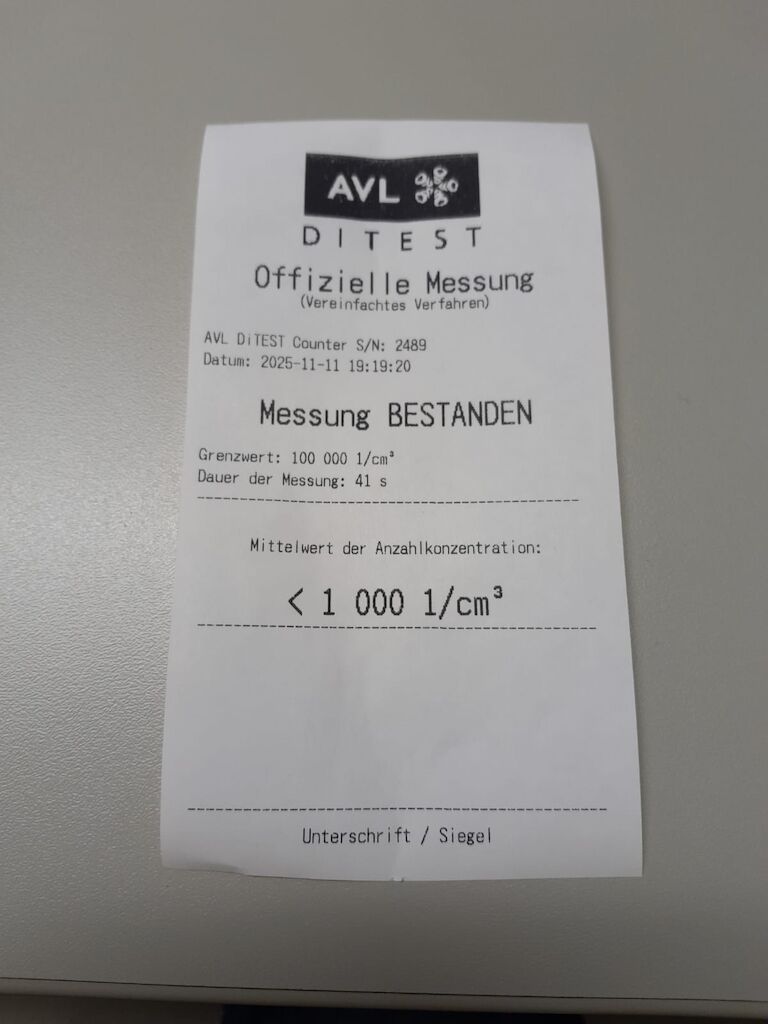 AVL
DITEST
Offizielle Messung
(Vereinfachtes Verfahren)
AVL DiTEST Counter S/N: 2489
Datum: 2025-11-11 19:19:20
Messung BESTANDEN
Grenzwert: 100 000 1/cm³
Dauer der Messung: 41 s
Mittelwert der Anzahlkonzentration:
< 1 000 1/cm³
Unterschrift / Siegel